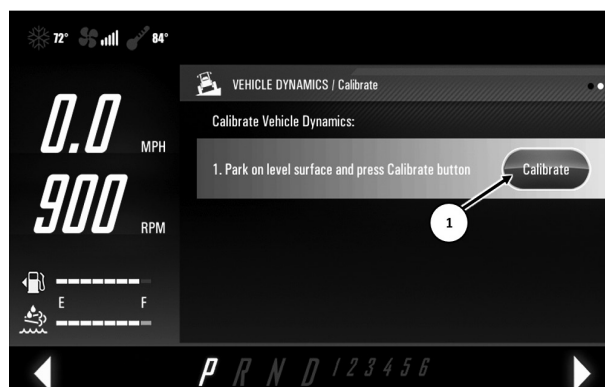 72° 84°
VEHICLE DYNAMICS / Calibrate
Calibrate Vehicle Dynamics:
0.0 MPH
1. Park on level surface and press Calibrate button Calibrate
1
900 RPM
E F
P R N D 1 2 3 4 5 6